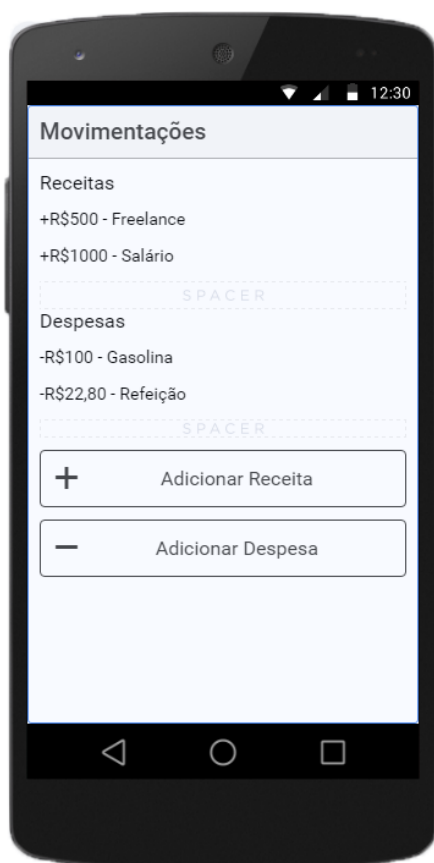 12:30
Movimentações
Receitas
+R$500 - Freelance
+R$1000 - Salário
SPACER
Despesas
-R$100 - Gasolina
-R$22,80 - Refeição
SPACER
+ Adicionar Receita
− Adicionar Despesa